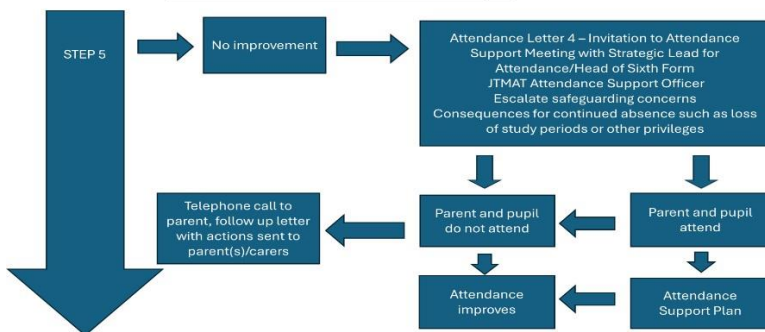 STEP 5
No improvement
Attendance Letter 4 – Invitation to Attendance
Support Meeting with Strategic Lead for
Attendance/Head of Sixth Form
JTMAT Attendance Support Officer
Escalate safeguarding concerns
Consequences for continued absence such as loss
of study periods or other privileges
Telephone call to
parent, follow up letter
with actions sent to
parent(s)/carers
Parent and pupil
do not attend
Parent and pupil
attend
Attendance
improves
Attendance
Support Plan